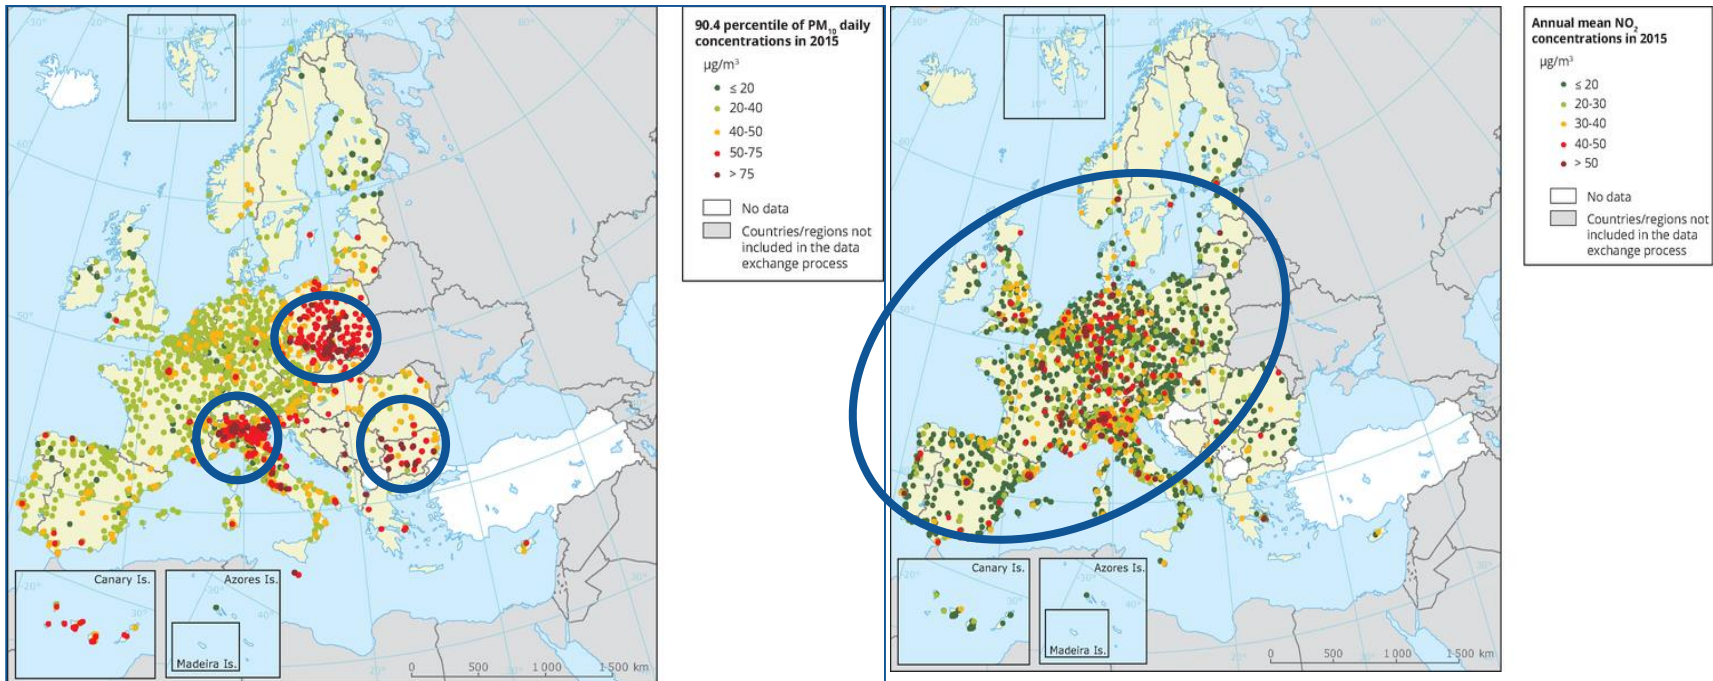 90.4 percentile of PM₁₀ daily
concentrations in 2015
µg/m³
≤ 20
20-40
40-50
50-75
> 75
No data
Countries/regions not
included in the data
exchange process
Canary Is.
Azores Is.
Madeira Is.
0 500 1 000 1 500 km
Annual mean NO₂
concentrations in 2015
µg/m³
≤ 20
20-30
30-40
40-50
> 50
No data
Countries/regions not
included in the data
exchange process
Canary Is.
Azores Is.
Madeira Is.
0 500 1 000 1 500 km